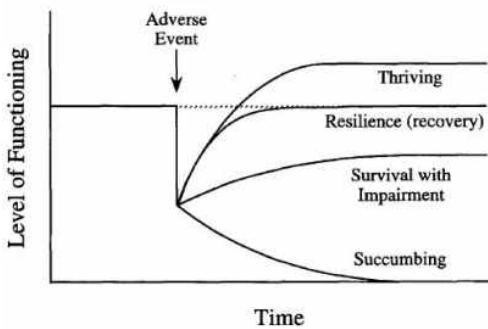 Adverse
Event
Level of Functioning
Thriving
Resilience (recovery)
Survival with
Impairment
Succumbing
Time